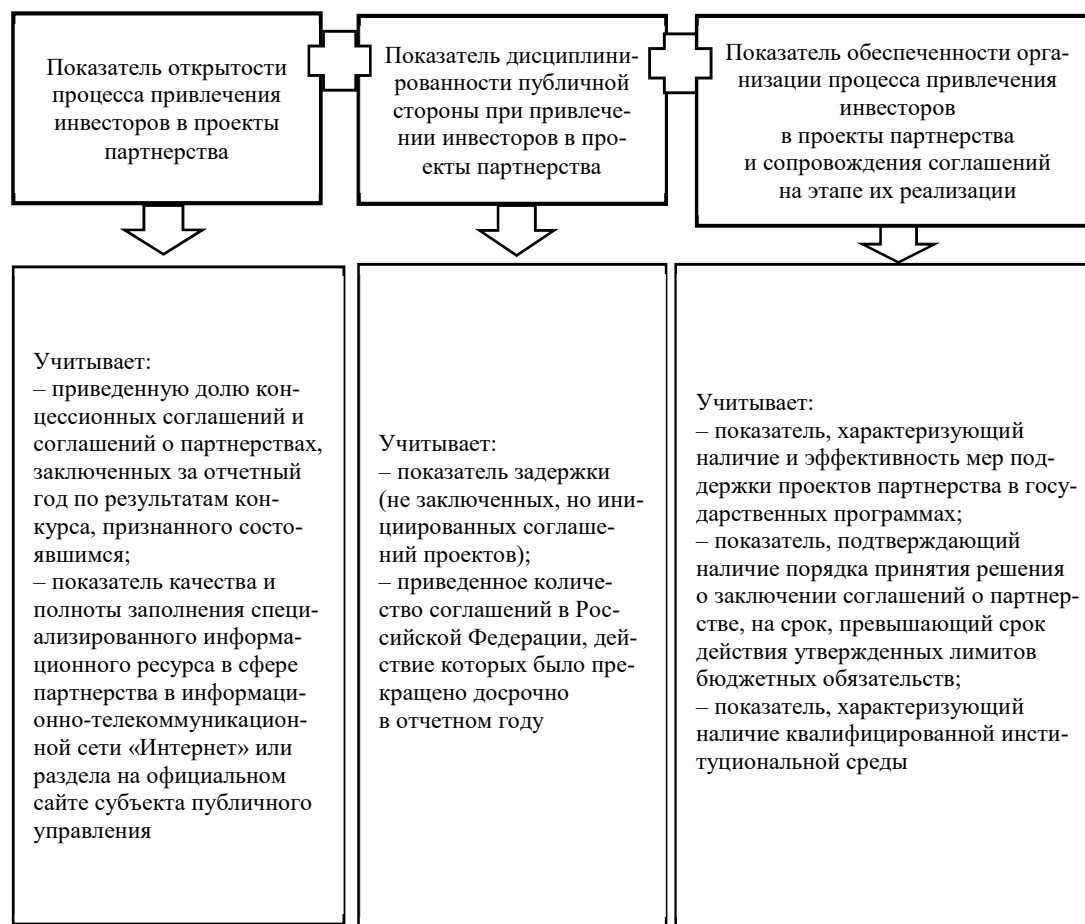 Показатель открытости
процесса привлечения
инвесторов в проекты
партнерства
Показатель дисциплини-
рованности публичной
стороны при привлече-
нии инвесторов в про-
екты партнерства
Показатель обеспеченности орга-
низации процесса привлечения
инвесторов
в проекты партнерства
и сопровождения соглашений
на этапе их реализации
Учитывает:
– приведенную долю кон-
цессионных соглашений и
соглашений о партнерствах,
заключенных за отчетный
год по результатам кон-
курса, признанного состо-
явшимся;
– показатель качества и
полноты заполнения специ-
ализированного информа-
ционного ресурса в сфере
партнерства в информаци-
онно-телекоммуникацион-
ной сети «Интернет» или
раздела на официальном
сайте субъекта публичного
управления
Учитывает:
– показатель задержки
(не заключенных, но ини-
циированных соглаше-
ний проектов);
– приведенное количе-
ство соглашений в Рос-
сийской Федерации, дей-
ствие которых было пре-
кращено досрочно
в отчетном году
Учитывает:
– показатель, характеризующий
наличие и эффективность мер под-
держки проектов партнерства в госу-
дарственных программах;
– показатель, подтверждающий
наличие порядка принятия решения
о заключении соглашений о партнер-
стве, на срок, превышающий срок
действия утвержденных лимитов
бюджетных обязательств;
– показатель, характеризующий
наличие квалифицированной инсти-
туциональной среды